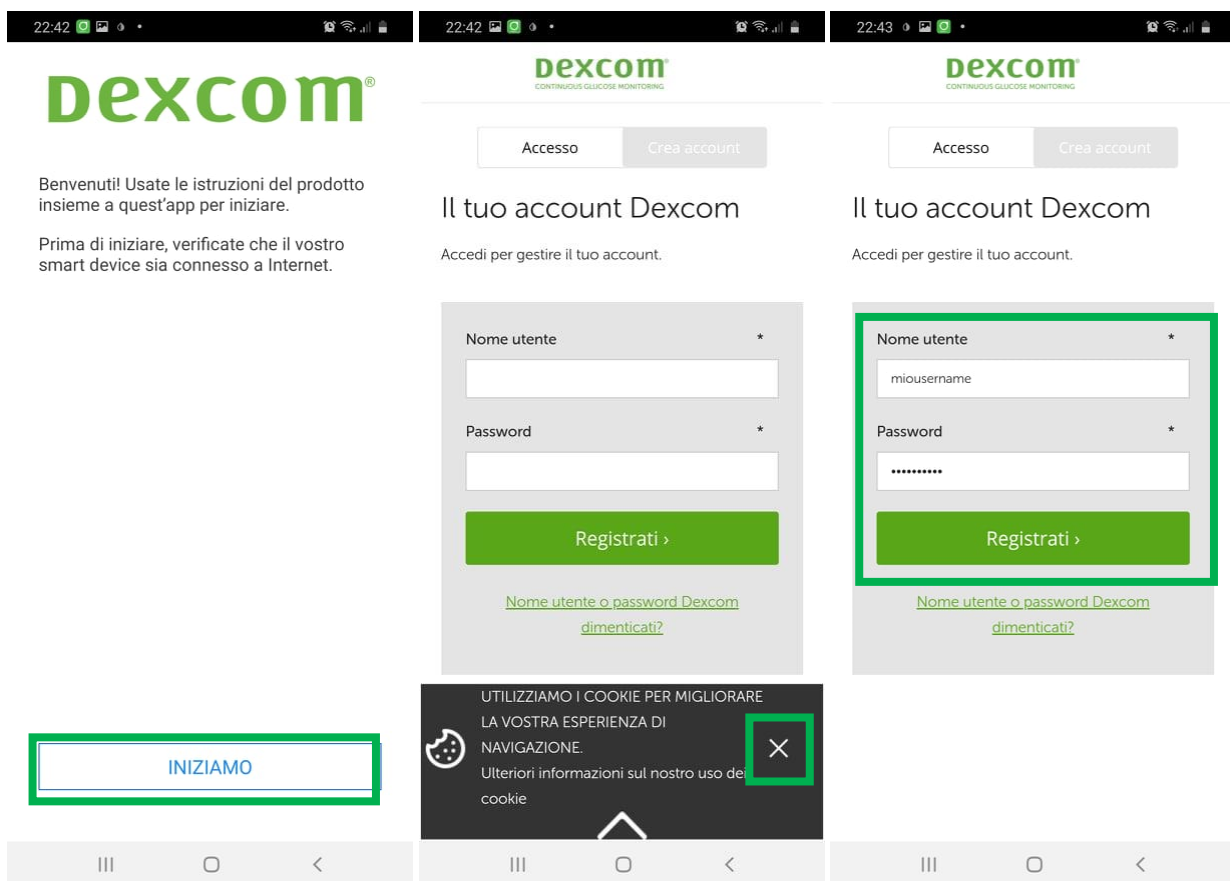 22:42
Dexcom®
Benvenuti! Usate le istruzioni del prodotto
insieme a quest'app per iniziare.
Prima di iniziare, verificate che il vostro
smart device sia connesso a Internet.
INIZIAMO
22:42
Dexcom
CONTINUOUS GLUCOSE MONITORING
Accesso
Crea account
Il tuo account Dexcom
Accedi per gestire il tuo account.
Nome utente *
Password *
Registrati ›
Nome utente o password Dexcom
dimenticati?
UTILIZZIAMO I COOKIE PER MIGLIORARE
LA VOSTRA ESPERIENZA DI
NAVIGAZIONE.
Ulteriori informazioni sul nostro uso dei
cookie
22:43
Dexcom
CONTINUOUS GLUCOSE MONITORING
Accesso
Crea account
Il tuo account Dexcom
Accedi per gestire il tuo account.
Nome utente *
miousername
Password *
••••••••••
Registrati ›
Nome utente o password Dexcom
dimenticati?